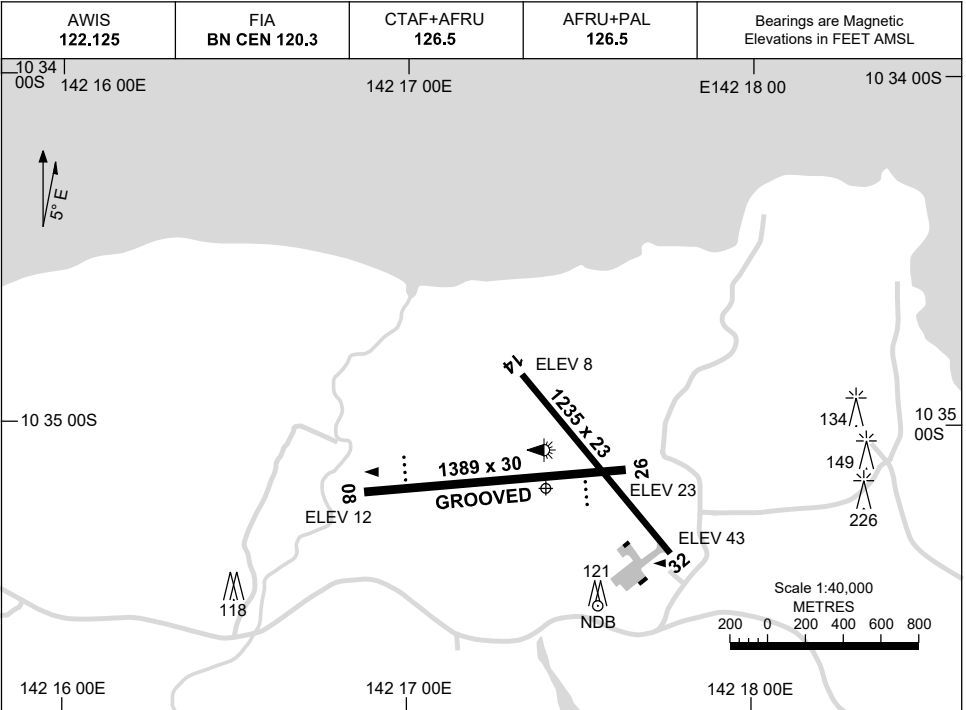 AWIS
122.125
FIA
BN CEN 120.3
CTAF+AFRU
126.5
AFRU+PAL
126.5
Bearings are Magnetic
Elevations in FEET AMSL
10 34
00S
142 16 00E
142 17 00E
E142 18 00
10 34 00S
5° E
14
ELEV 8
1235 x 23
10 35 00S
134
10 35
00S
149
1389 x 30
26
08
GROOVED
ELEV 23
ELEV 12
226
ELEV 43
32
121
NDB
118
Scale 1:40,000
METRES
200 0 200 400 600 800
142 16 00E
142 17 00E
142 18 00E